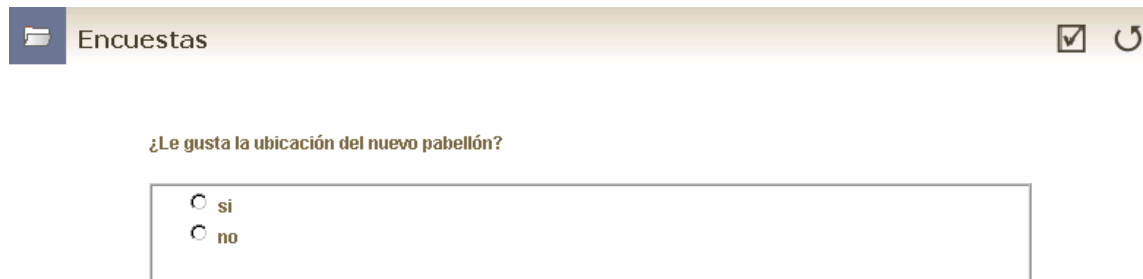 Encuestas
¿Le gusta la ubicación del nuevo pabellón?
si
no